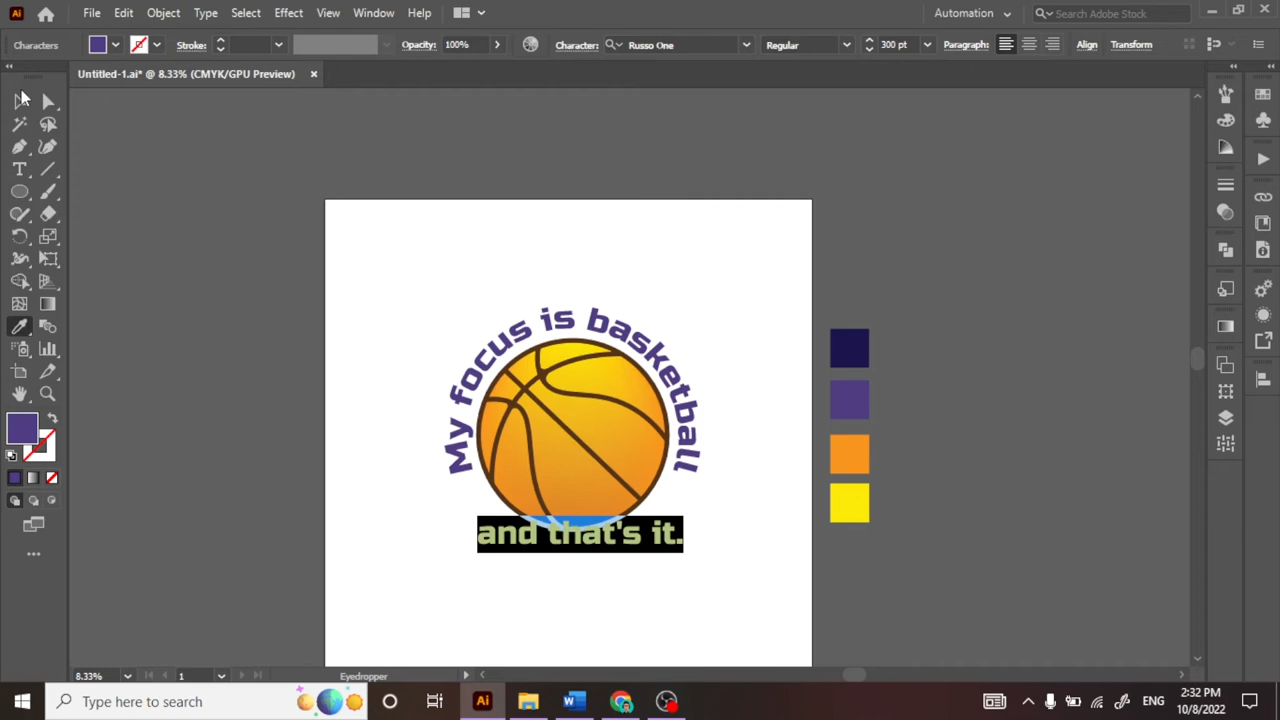 Ai File Edit Object Type Select Effect View Window Help Automation Search Adobe Stock
Characters Stroke: Opacity: 100% Character: Russo One Regular 300 pt Paragraph: Align Transform
Untitled-1.ai* @ 8.33% (CMYK/GPU Preview)
My focus is basketball
and that's it.
8.33% 1 Eyedropper
Type here to search Ai W ENG 2:32 PM
10/8/2022